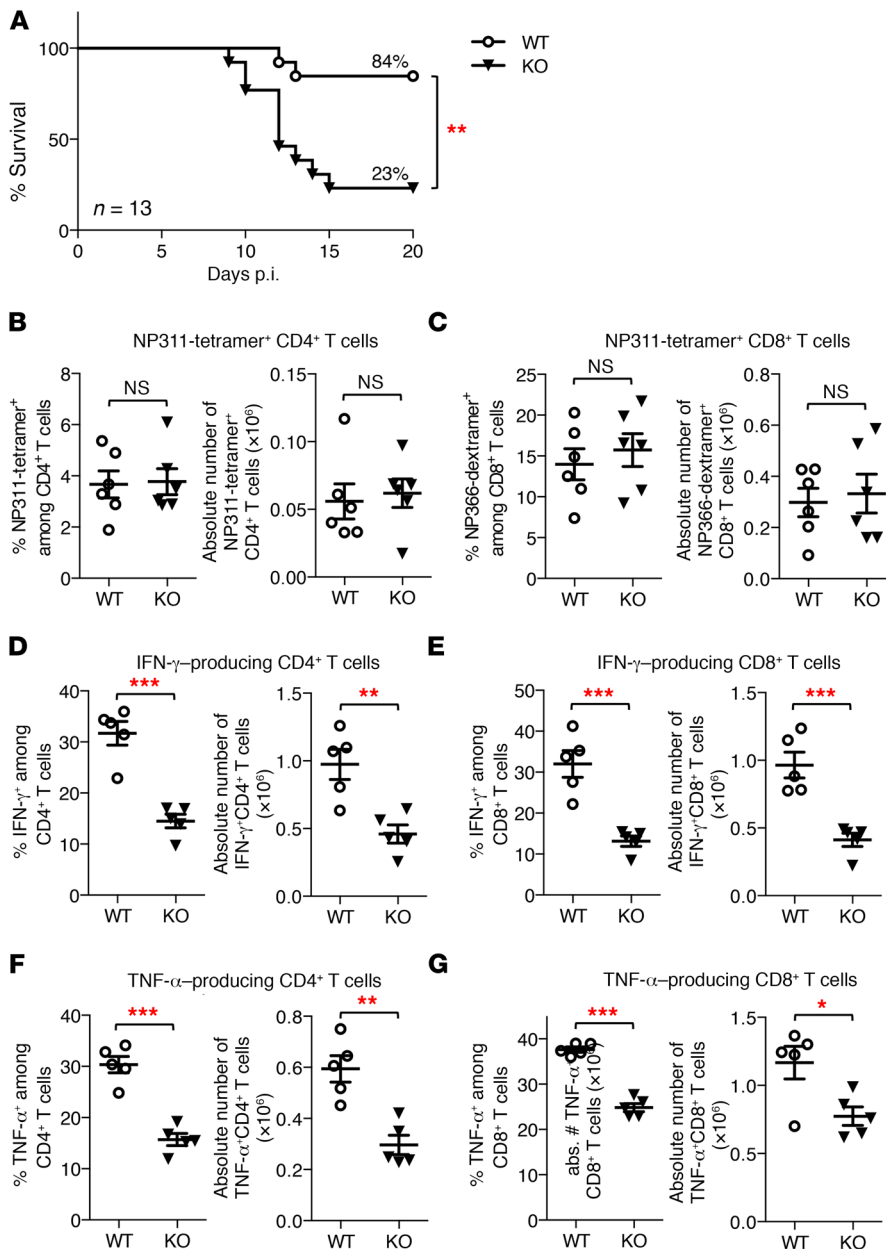 A
100
50
0
% Survival
0 5 10 15 20
Days p.i.
n = 13
84%
23%
**
WT
KO
B
NP311-tetramer⁺ CD4⁺ T cells
% NP311-tetramer⁺
among CD4⁺ T cells
8
6
4
2
0
NS
WT KO
Absolute number of
NP311-tetramer⁺
CD4⁺ T cells (×10⁶)
0.15
0.10
0.05
0.00
NS
WT KO
C
NP311-tetramer⁺ CD8⁺ T cells
% NP366-dextramer⁺
among CD8⁺ T cells
25
20
15
10
5
0
NS
WT KO
Absolute number of
NP366-dextramer⁺
CD8⁺ T cells (×10⁶)
0.8
0.6
0.4
0.2
0.0
NS
WT KO
D
IFN-γ–producing CD4⁺ T cells
% IFN-γ⁺ among
CD4⁺ T cells
40
30
20
10
0
***
WT KO
Absolute number of
IFN-γ⁺CD4⁺ T cells
(×10⁶)
1.5
1.0
0.5
0.0
**
WT KO
E
IFN-γ–producing CD8⁺ T cells
% IFN-γ⁺ among
CD8⁺ T cells
50
40
30
20
10
0
***
WT KO
Absolute number of
IFN-γ⁺CD8⁺ T cells
(×10⁶)
1.5
1.0
0.5
0.0
***
WT KO
F
TNF-α–producing CD4⁺ T cells
% TNF-α⁺ among
CD4⁺ T cells
40
30
20
10
0
***
WT KO
Absolute number of
TNF-α⁺CD4⁺ T cells
(×10⁶)
0.8
0.6
0.4
0.2
0.0
**
WT KO
G
TNF-α–producing CD8⁺ T cells
% TNF-α⁺ among
CD8⁺ T cells
40
30
20
10
0
abs. # TNF-α
CD8⁺ T cells (×10⁶
***
WT KO
Absolute number of
TNF-α⁺CD8⁺ T cells
(×10⁶)
1.5
1.0
0.5
0.0
*
WT KO